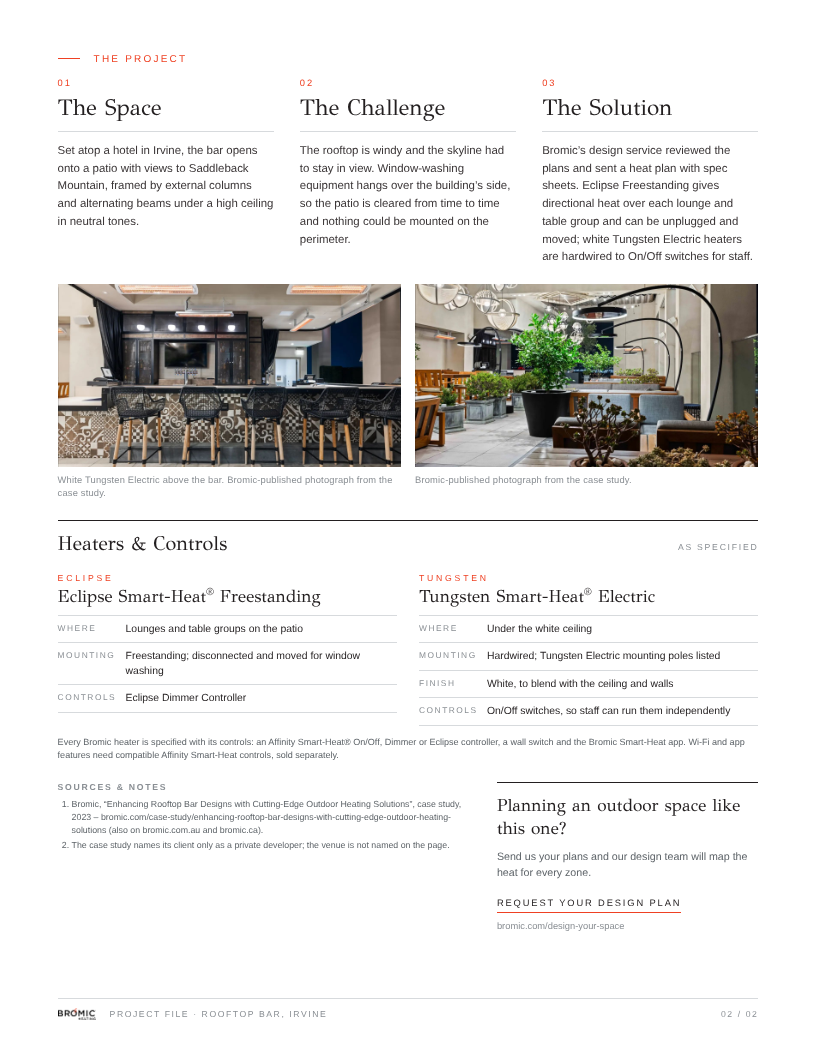 THE PROJECT
01
The Space
Set atop a hotel in Irvine, the bar opens
onto a patio with views to Saddleback
Mountain, framed by external columns
and alternating beams under a high ceiling
in neutral tones.
02
The Challenge
The rooftop is windy and the skyline had
to stay in view. Window-washing
equipment hangs over the building’s side,
so the patio is cleared from time to time
and nothing could be mounted on the
perimeter.
03
The Solution
Bromic’s design service reviewed the
plans and sent a heat plan with spec
sheets. Eclipse Freestanding gives
directional heat over each lounge and
table group and can be unplugged and
moved; white Tungsten Electric heaters
are hardwired to On/Off switches for staff.
White Tungsten Electric above the bar. Bromic-published photograph from the
case study.
Bromic-published photograph from the case study.
Heaters & Controls
AS SPECIFIED
ECLIPSE
Eclipse Smart-Heat® Freestanding
WHERE Lounges and table groups on the patio
MOUNTING Freestanding; disconnected and moved for window
washing
CONTROLS Eclipse Dimmer Controller
TUNGSTEN
Tungsten Smart-Heat® Electric
WHERE Under the white ceiling
MOUNTING Hardwired; Tungsten Electric mounting poles listed
FINISH White, to blend with the ceiling and walls
CONTROLS On/Off switches, so staff can run them independently
Every Bromic heater is specified with its controls: an Affinity Smart-Heat® On/Off, Dimmer or Eclipse controller, a wall switch and the Bromic Smart-Heat app. Wi-Fi and app
features need compatible Affinity Smart-Heat controls, sold separately.
SOURCES & NOTES
1. Bromic, “Enhancing Rooftop Bar Designs with Cutting-Edge Outdoor Heating Solutions”, case study,
2023 – bromic.com/case-study/enhancing-rooftop-bar-designs-with-cutting-edge-outdoor-heating-
solutions (also on bromic.com.au and bromic.ca).
2. The case study names its client only as a private developer; the venue is not named on the page.
Planning an outdoor space like
this one?
Send us your plans and our design team will map the
heat for every zone.
REQUEST YOUR DESIGN PLAN
bromic.com/design-your-space
BROMIC
HEATING
PROJECT FILE · ROOFTOP BAR, IRVINE
02 / 02